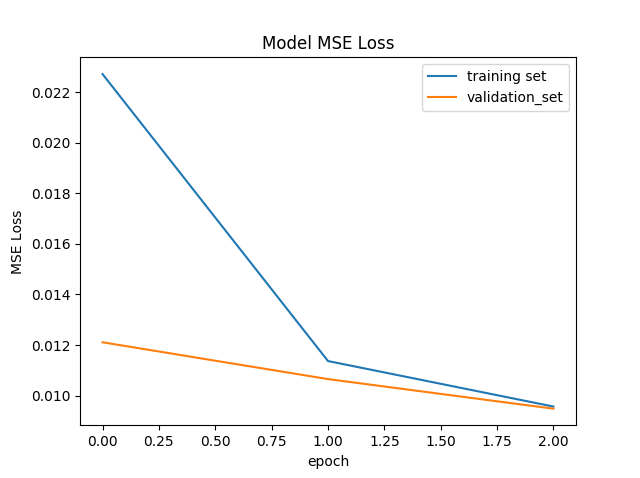 Model MSE Loss
training set
validation_set
0.022
0.020
0.018
0.016
0.014
0.012
0.010
MSE Loss
0.00 0.25 0.50 0.75 1.00 1.25 1.50 1.75 2.00
epoch